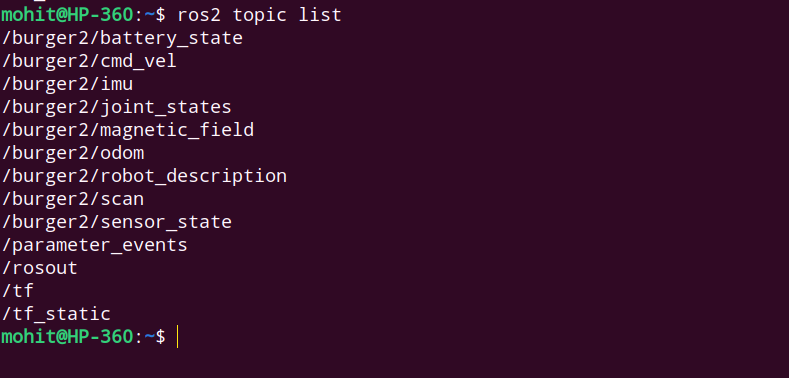 mohit@HP-360:~$ ros2 topic list
/burger2/battery_state
/burger2/cmd_vel
/burger2/imu
/burger2/joint_states
/burger2/magnetic_field
/burger2/odom
/burger2/robot_description
/burger2/scan
/burger2/sensor_state
/parameter_events
/rosout
/tf
/tf_static
mohit@HP-360:~$